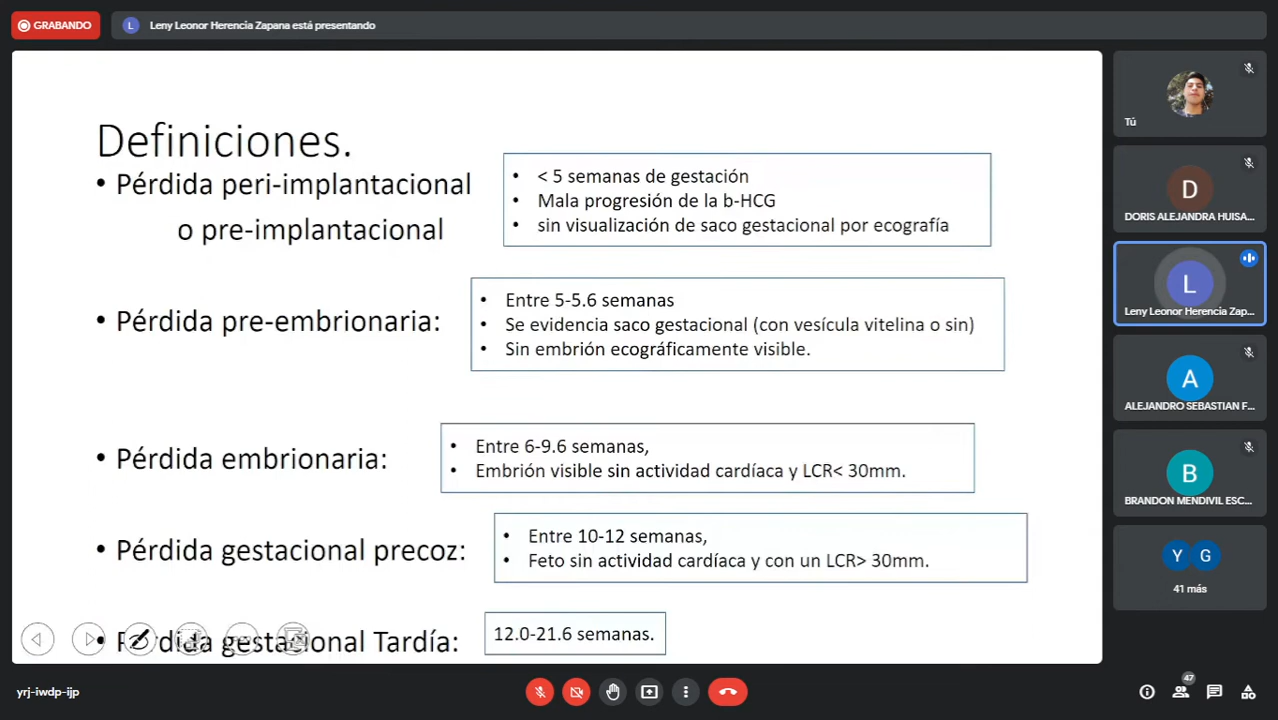 GRABANDO
L
Leny Leonor Herencia Zapana está presentando
Definiciones.
• Pérdida peri-implantacional
o pre-implantacional
• < 5 semanas de gestación
• Mala progresión de la b-HCG
• sin visualización de saco gestacional por ecografía
• Pérdida pre-embrionaria:
• Entre 5-5.6 semanas
• Se evidencia saco gestacional (con vesícula vitelina o sin)
• Sin embrión ecográficamente visible.
• Pérdida embrionaria:
• Entre 6-9.6 semanas,
• Embrión visible sin actividad cardíaca y LCR< 30mm.
• Pérdida gestacional precoz:
• Entre 10-12 semanas,
• Feto sin actividad cardíaca y con un LCR> 30mm.
• Pérdida gestacional Tardía:
12.0-21.6 semanas.
Tú
D
DORIS ALEJANDRA HUISA...
L
Leny Leonor Herencia Zap...
A
ALEJANDRO SEBASTIAN F...
B
BRANDON MENDIVIL ESC...
Y G
41 más
yrj-iwdp-ijp
47